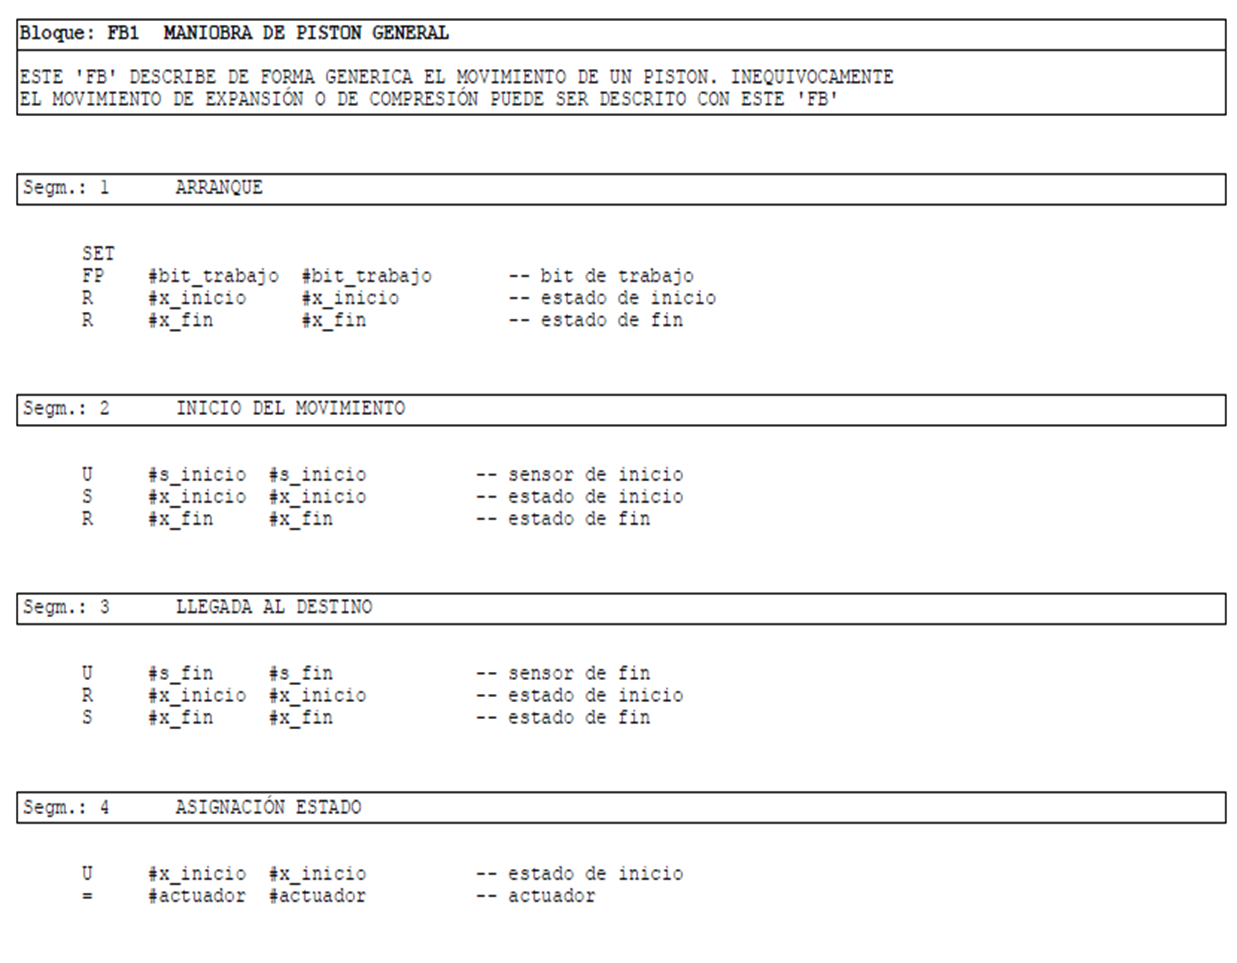 Bloque: FB1 MANIOBRA DE PISTON GENERAL
ESTE 'FB' DESCRIBE DE FORMA GENERICA EL MOVIMIENTO DE UN PISTON. INEQUIVOCAMENTE
EL MOVIMIENTO DE EXPANSIÓN O DE COMPRESIÓN PUEDE SER DESCRITO CON ESTE 'FB'
Segm.: 1 ARRANQUE
SET
FP #bit_trabajo #bit_trabajo -- bit de trabajo
R #x_inicio #x_inicio -- estado de inicio
R #x_fin #x_fin -- estado de fin
Segm.: 2 INICIO DEL MOVIMIENTO
U #s_inicio #s_inicio -- sensor de inicio
S #x_inicio #x_inicio -- estado de inicio
R #x_fin #x_fin -- estado de fin
Segm.: 3 LLEGADA AL DESTINO
U #s_fin #s_fin -- sensor de fin
R #x_inicio #x_inicio -- estado de inicio
S #x_fin #x_fin -- estado de fin
Segm.: 4 ASIGNACIÓN ESTADO
U #x_inicio #x_inicio -- estado de inicio
= #actuador #actuador -- actuador